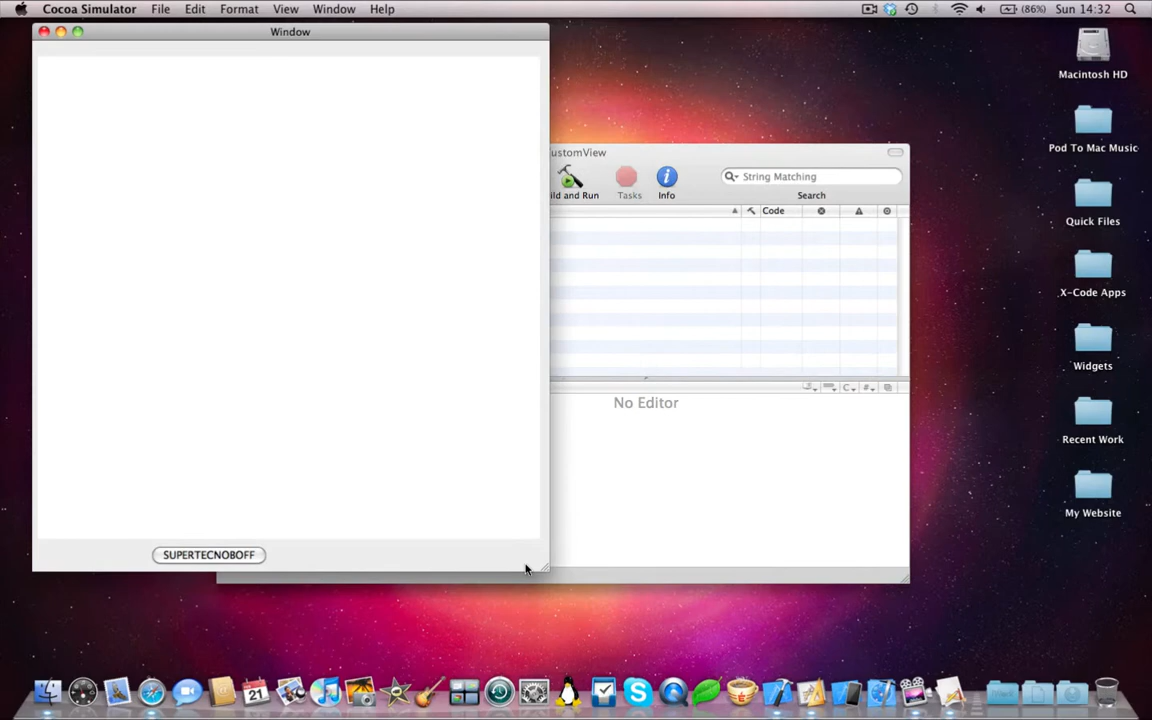 Cocoa Simulator File Edit Format View Window Help
(86%) Sun 14:32
Window
Macintosh HD
Pod To Mac Music
Quick Files
X-Code Apps
Widgets
Recent Work
My Website
ustomView
String Matching
ild and Run Tasks Info Search
Code
No Editor
SUPERTECNOBOFF
21